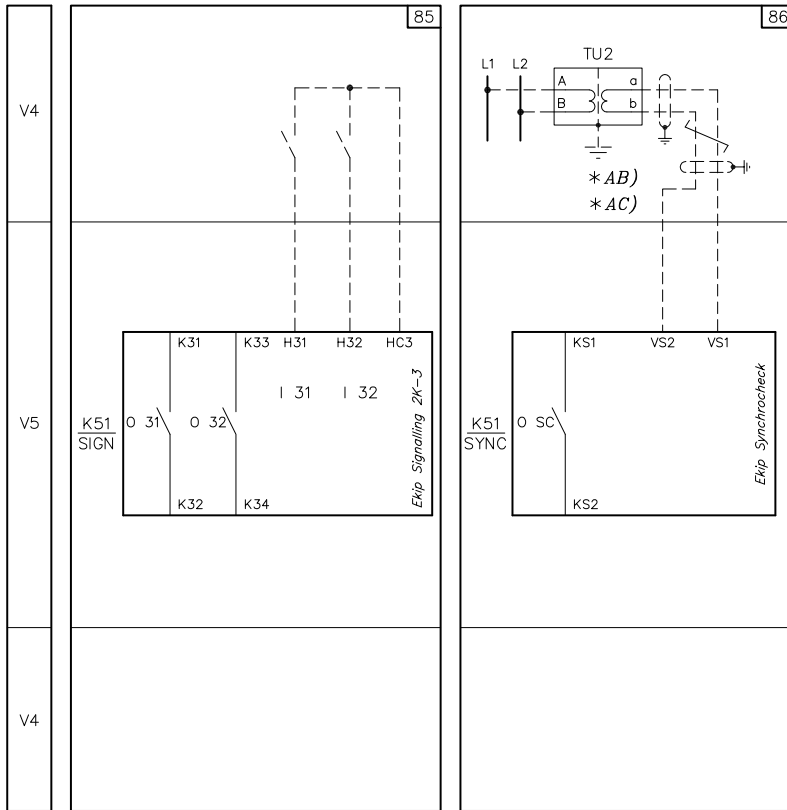 85
86
V4
L1 L2
TU2
A a
B b
*AB)
*AC)
V5
K51
SIGN
K31 K33 H31 H32 HC3
O 31 O 32 I 31 I 32
K32 K34
Ekip Signalling 2K-3
K51
SYNC
KS1 VS2 VS1
O SC
KS2
Ekip Synchrocheck
V4